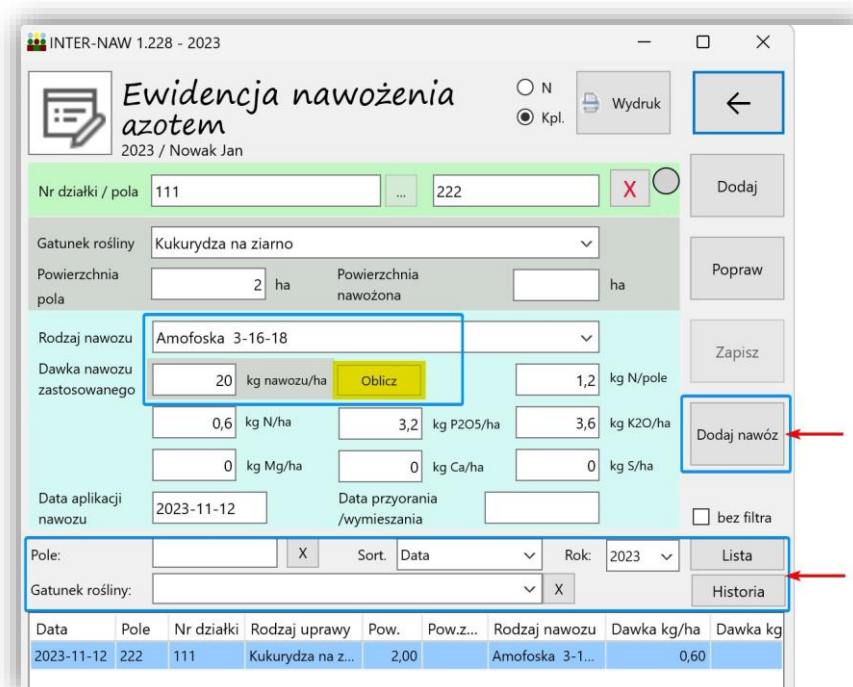 INTER-NAW 1.228 - 2023
Ewidencja nawożenia
azotem
2023 / Nowak Jan
N
Kpl.
Wydruk
Nr działki / pola 111 ... 222 X Dodaj
Gatunek rośliny Kukurydza na ziarno
Powierzchnia
pola 2 ha Powierzchnia
nawożona ha Popraw
Rodzaj nawozu Amofoska 3-16-18 Zapisz
Dawka nawozu
zastosowanego 20 kg nawozu/ha Oblicz 1,2 kg N/pole
0,6 kg N/ha 3,2 kg P2O5/ha 3,6 kg K2O/ha Dodaj nawóz
0 kg Mg/ha 0 kg Ca/ha 0 kg S/ha
Data aplikacji
nawozu 2023-11-12 Data przyorania
/wymieszania bez filtra
Pole: X Sort. Data Rok: 2023 Lista
Gatunek rośliny: X Historia
Data Pole Nr działki Rodzaj uprawy Pow. Pow.z... Rodzaj nawozu Dawka kg/ha Dawka kg
2023-11-12 222 111 Kukurydza na z... 2,00 Amofoska 3-1... 0,60